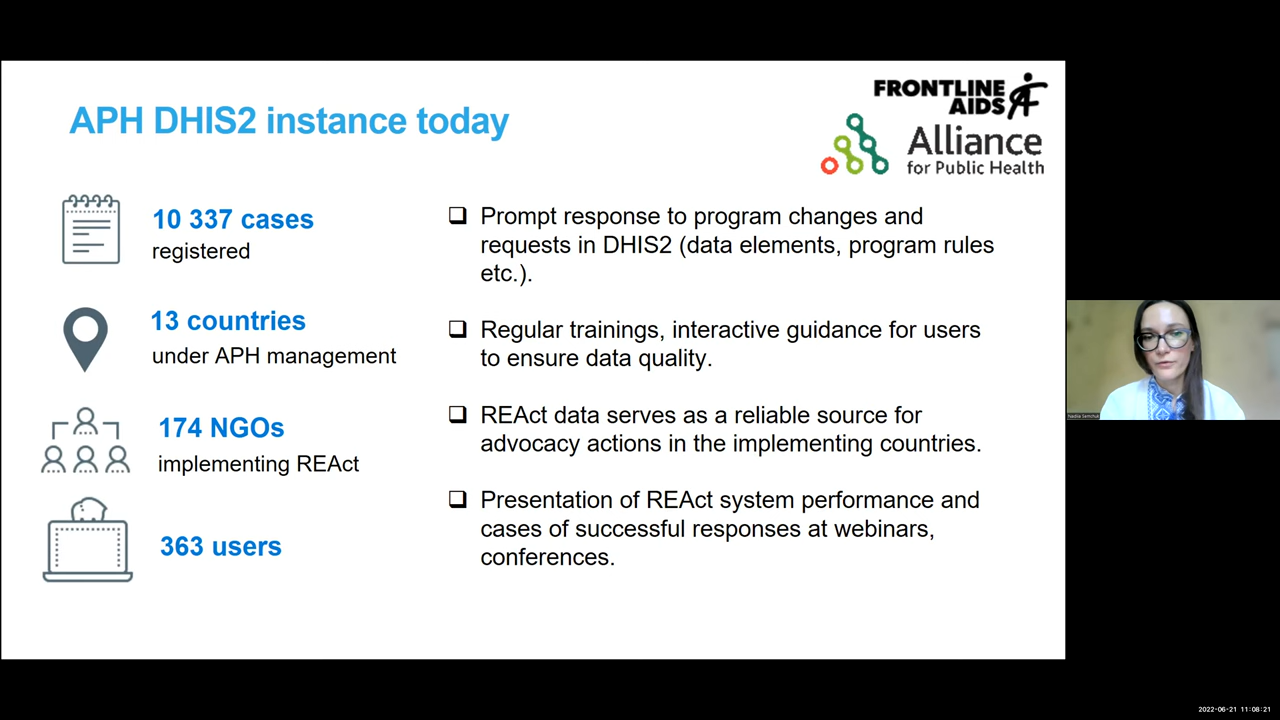 FRONTLINE
AIDS
Alliance
for Public Health
APH DHIS2 instance today
10 337 cases
registered
13 countries
under APH management
174 NGOs
implementing REAct
363 users
❑ Prompt response to program changes and
requests in DHIS2 (data elements, program rules
etc.).
❑ Regular trainings, interactive guidance for users
to ensure data quality.
❑ REAct data serves as a reliable source for
advocacy actions in the implementing countries.
❑ Presentation of REAct system performance and
cases of successful responses at webinars,
conferences.
2022-06-21 11:08:21